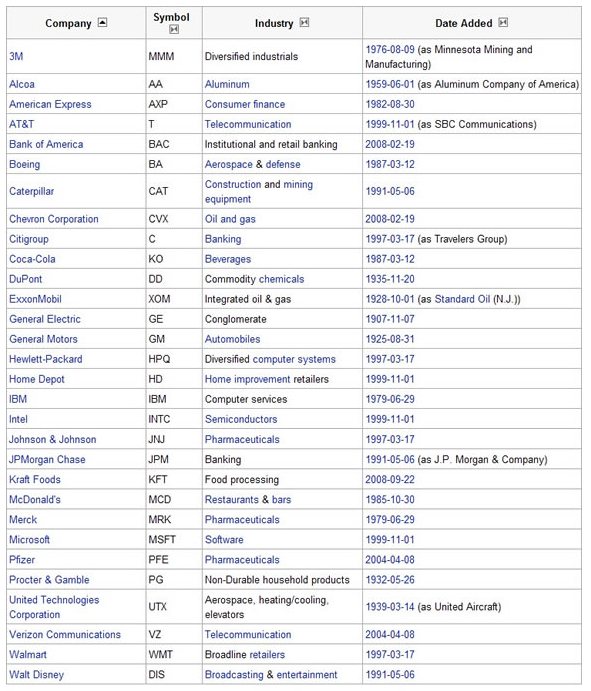 Company Symbol Industry Date Added
3M MMM Diversified industrials 1976-08-09 (as Minnesota Mining and
Manufacturing)
Alcoa AA Aluminum 1959-06-01 (as Aluminum Company of America)
American Express AXP Consumer finance 1982-08-30
AT&T T Telecommunication 1999-11-01 (as SBC Communications)
Bank of America BAC Institutional and retail banking 2008-02-19
Boeing BA Aerospace & defense 1987-03-12
Caterpillar CAT Construction and mining
equipment 1991-05-06
Chevron Corporation CVX Oil and gas 2008-02-19
Citigroup C Banking 1997-03-17 (as Travelers Group)
Coca-Cola KO Beverages 1987-03-12
DuPont DD Commodity chemicals 1935-11-20
ExxonMobil XOM Integrated oil & gas 1928-10-01 (as Standard Oil (N.J.))
General Electric GE Conglomerate 1907-11-07
General Motors GM Automobiles 1925-08-31
Hewlett-Packard HPQ Diversified computer systems 1997-03-17
Home Depot HD Home improvement retailers 1999-11-01
IBM IBM Computer services 1979-06-29
Intel INTC Semiconductors 1999-11-01
Johnson & Johnson JNJ Pharmaceuticals 1997-03-17
JPMorgan Chase JPM Banking 1991-05-06 (as J.P. Morgan & Company)
Kraft Foods KFT Food processing 2008-09-22
McDonald's MCD Restaurants & bars 1985-10-30
Merck MRK Pharmaceuticals 1979-06-29
Microsoft MSFT Software 1999-11-01
Pfizer PFE Pharmaceuticals 2004-04-08
Procter & Gamble PG Non-Durable household products 1932-05-26
United Technologies
Corporation UTX Aerospace, heating/cooling,
elevators 1939-03-14 (as United Aircraft)
Verizon Communications VZ Telecommunication 2004-04-08
Walmart WMT Broadline retailers 1997-03-17
Walt Disney DIS Broadcasting & entertainment 1991-05-06